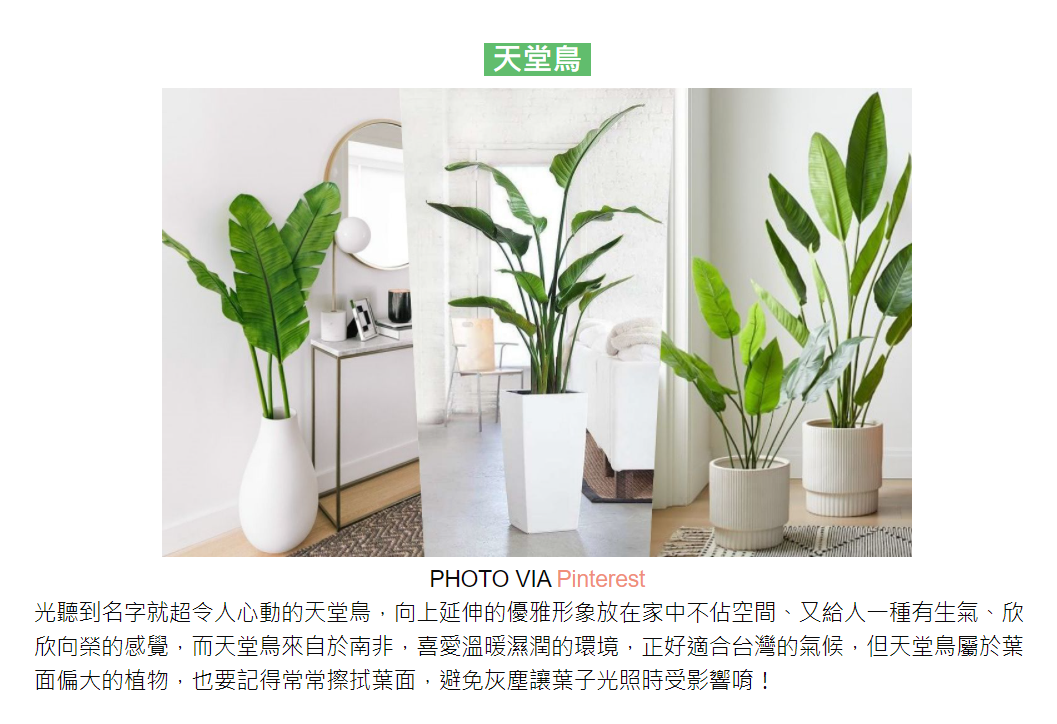 天堂鳥
PHOTO VIA Pinterest
光聽到名字就超令人心動的天堂鳥，向上延伸的優雅形象放在家中不佔空間、又給人一種有生氣、欣
欣向榮的感覺，而天堂鳥來自於南非，喜愛溫暖濕潤的環境，正好適合台灣的氣候，但天堂鳥屬於葉
面偏大的植物，也要記得常常擦拭葉面，避免灰塵讓葉子光照時受影響唷！